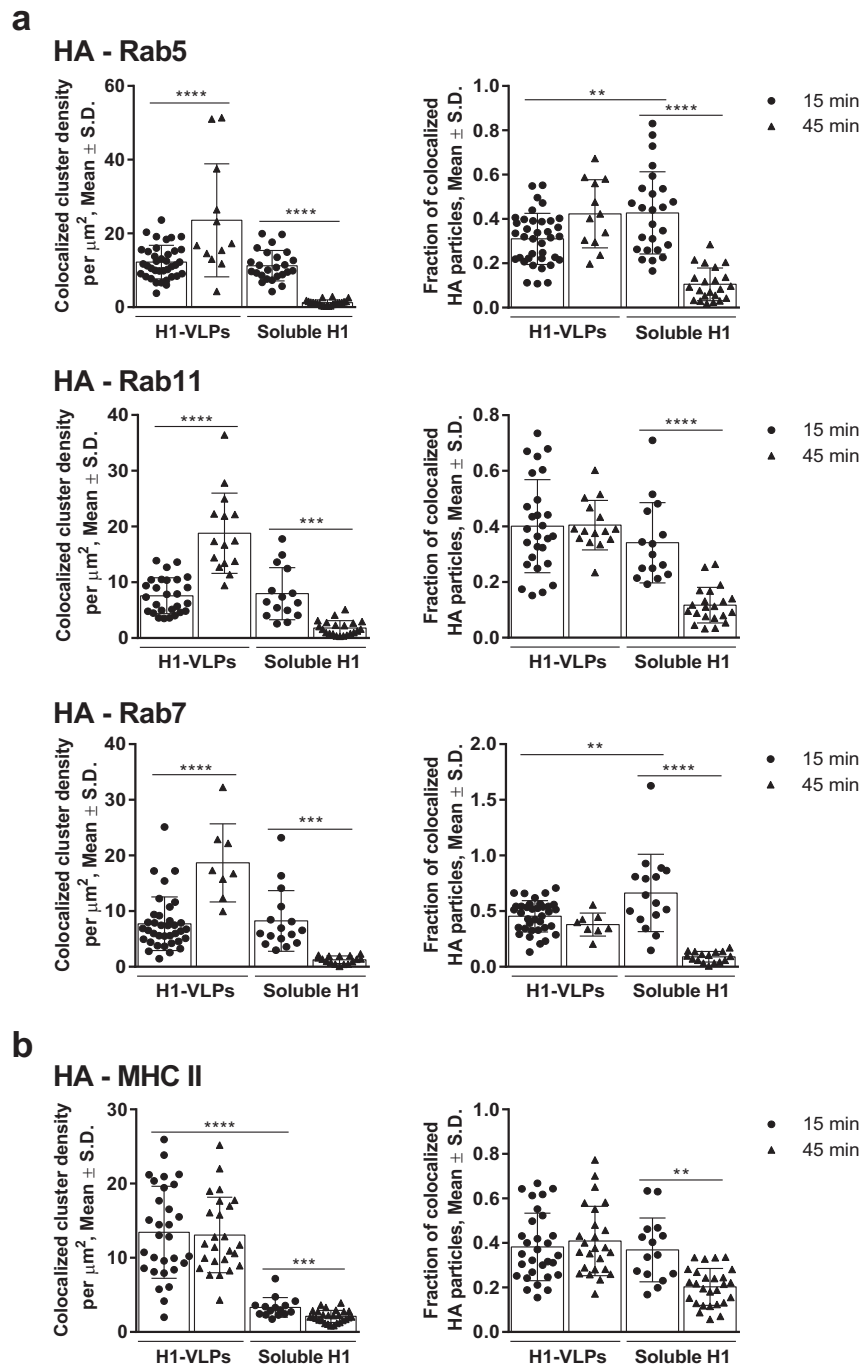 a
HA - Rab5
Colocalized cluster density
per μm², Mean ± S.D.
60
40
20
0
****
****
H1-VLPs Soluble H1
Fraction of colocalized
HA particles, Mean ± S.D.
1.0
0.8
0.6
0.4
0.2
0.0
**
****
H1-VLPs Soluble H1
15 min
45 min
HA - Rab11
Colocalized cluster density
per μm², Mean ± S.D.
40
30
20
10
0
****
***
H1-VLPs Soluble H1
Fraction of colocalized
HA particles, Mean ± S.D.
0.8
0.6
0.4
0.2
0.0
****
H1-VLPs Soluble H1
15 min
45 min
HA - Rab7
Colocalized cluster density
per μm², Mean ± S.D.
40
30
20
10
0
****
***
H1-VLPs Soluble H1
Fraction of colocalized
HA particles, Mean ± S.D.
2.0
1.5
1.0
0.5
0.0
**
****
H1-VLPs Soluble H1
15 min
45 min
b
HA - MHC II
Colocalized cluster density
per μm², Mean ± S.D.
30
20
10
0
****
***
H1-VLPs Soluble H1
Fraction of colocalized
HA particles, Mean ± S.D.
1.0
0.8
0.6
0.4
0.2
0.0
**
H1-VLPs Soluble H1
15 min
45 min